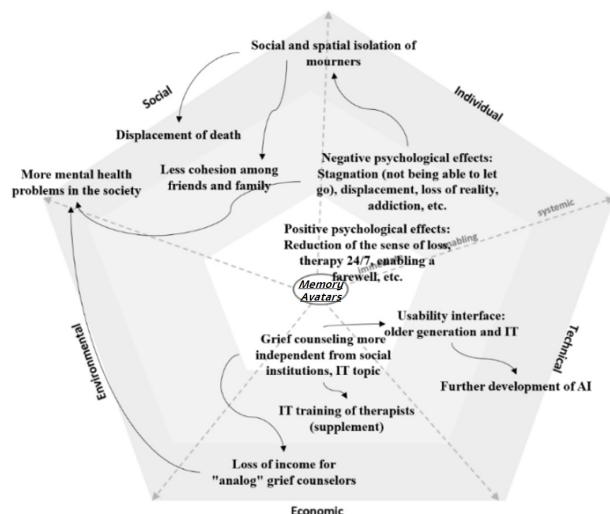 Social and spatial isolation of
mourners
Social
Individual
Displacement of death
Less cohesion among
friends and family
More mental health
problems in the society
Negative psychological effects:
Stagnation (not being able to let
go), displacement, loss of reality,
addiction, etc.
systemic
enabling
Positive psychological effects:
Reduction of the sense of loss,
therapy 24/7, enabling a
farewell, etc.
Memory
Avatars
Usability interface:
older generation and IT
Grief counseling more
independent from social
institutions, IT topic
Environmental
Technical
Further development of AI
IT training of therapists
(supplement)
Loss of income for
"analog" grief counselors
Economic